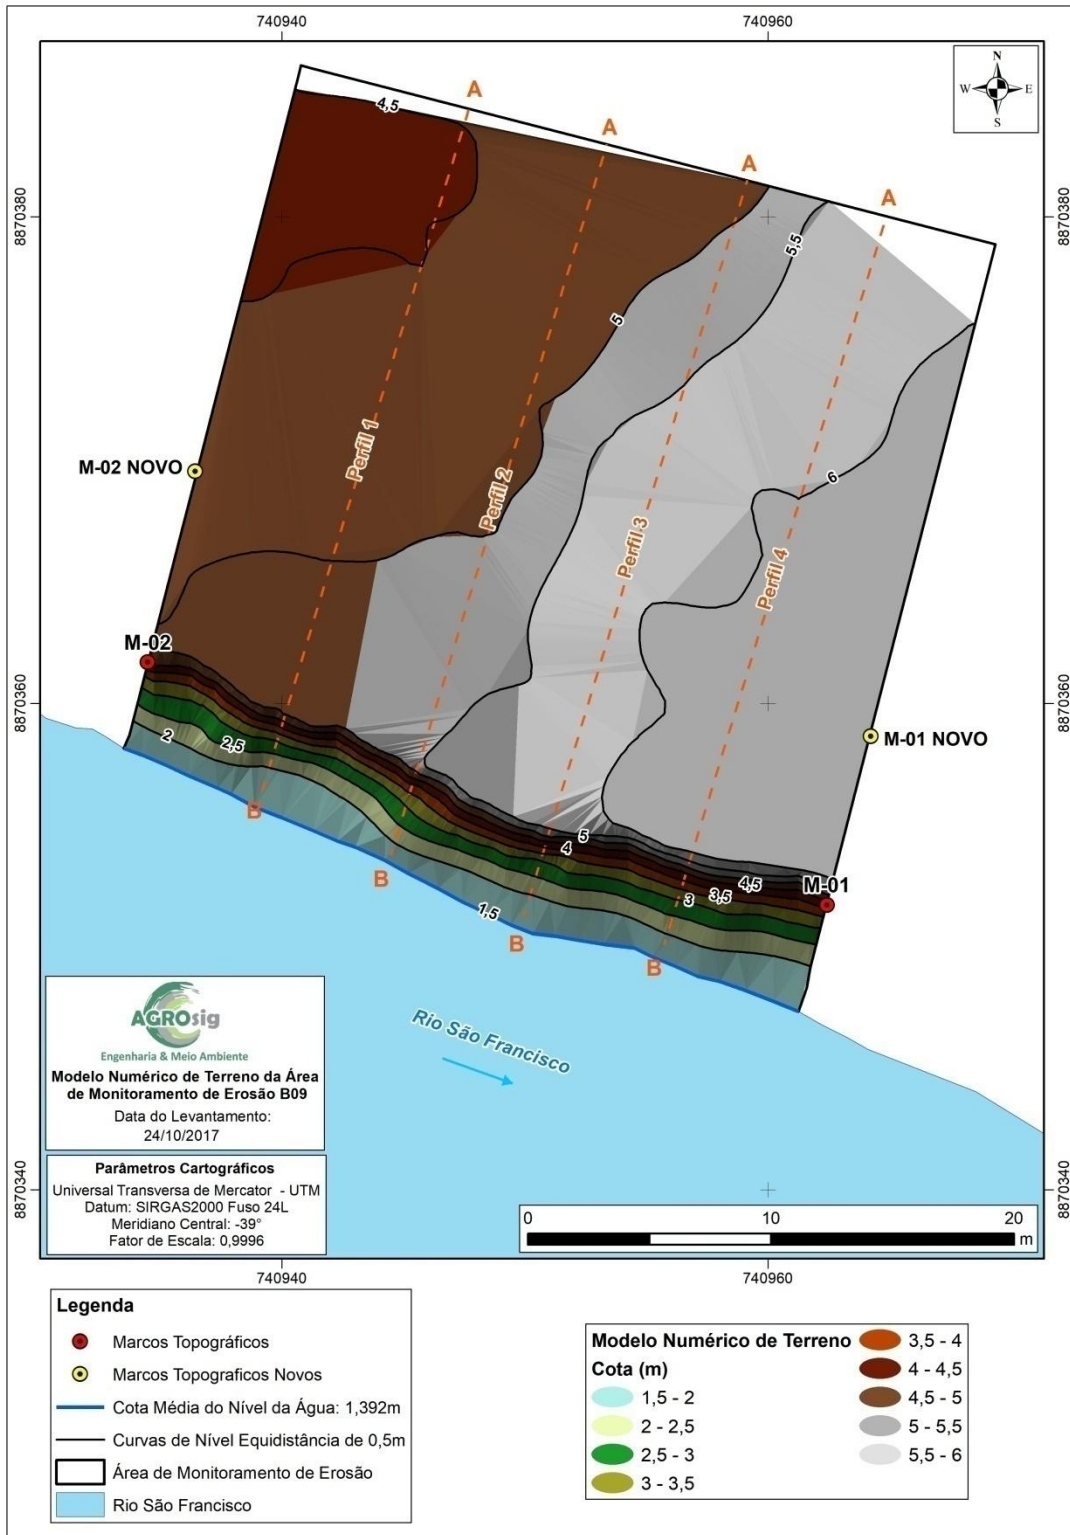 740940
740960
N
W
E
S
A
4,5
A
A
A
8870380
8870380
5,5
5
Perfil 1
M-02 NOVO
Perfil 2
6
Perfil 3
Perfil 4
M-02
8870360
8870360
2
2,5
M-01 NOVO
B
5
4
4,5
M-01
3,5
3
B
1,5
B
B
AGROsig
Engenharia & Meio Ambiente
Modelo Numérico de Terreno da Área
de Monitoramento de Erosão B09
Data do Levantamento:
24/10/2017
Rio São Francisco
Parâmetros Cartográficos
Universal Transversa de Mercator - UTM
Datum: SIRGAS2000 Fuso 24L
Meridiano Central: -39°
Fator de Escala: 0,9996
8870340
8870340
0
10
20
m
740940
740960
Legenda
Marcos Topográficos
Marcos Topograficos Novos
Cota Média do Nível da Água: 1,392m
Curvas de Nível Equidistância de 0,5m
Área de Monitoramento de Erosão
Rio São Francisco
Modelo Numérico de Terreno
Cota (m)
1,5 - 2
2 - 2,5
2,5 - 3
3 - 3,5
3,5 - 4
4 - 4,5
4,5 - 5
5 - 5,5
5,5 - 6